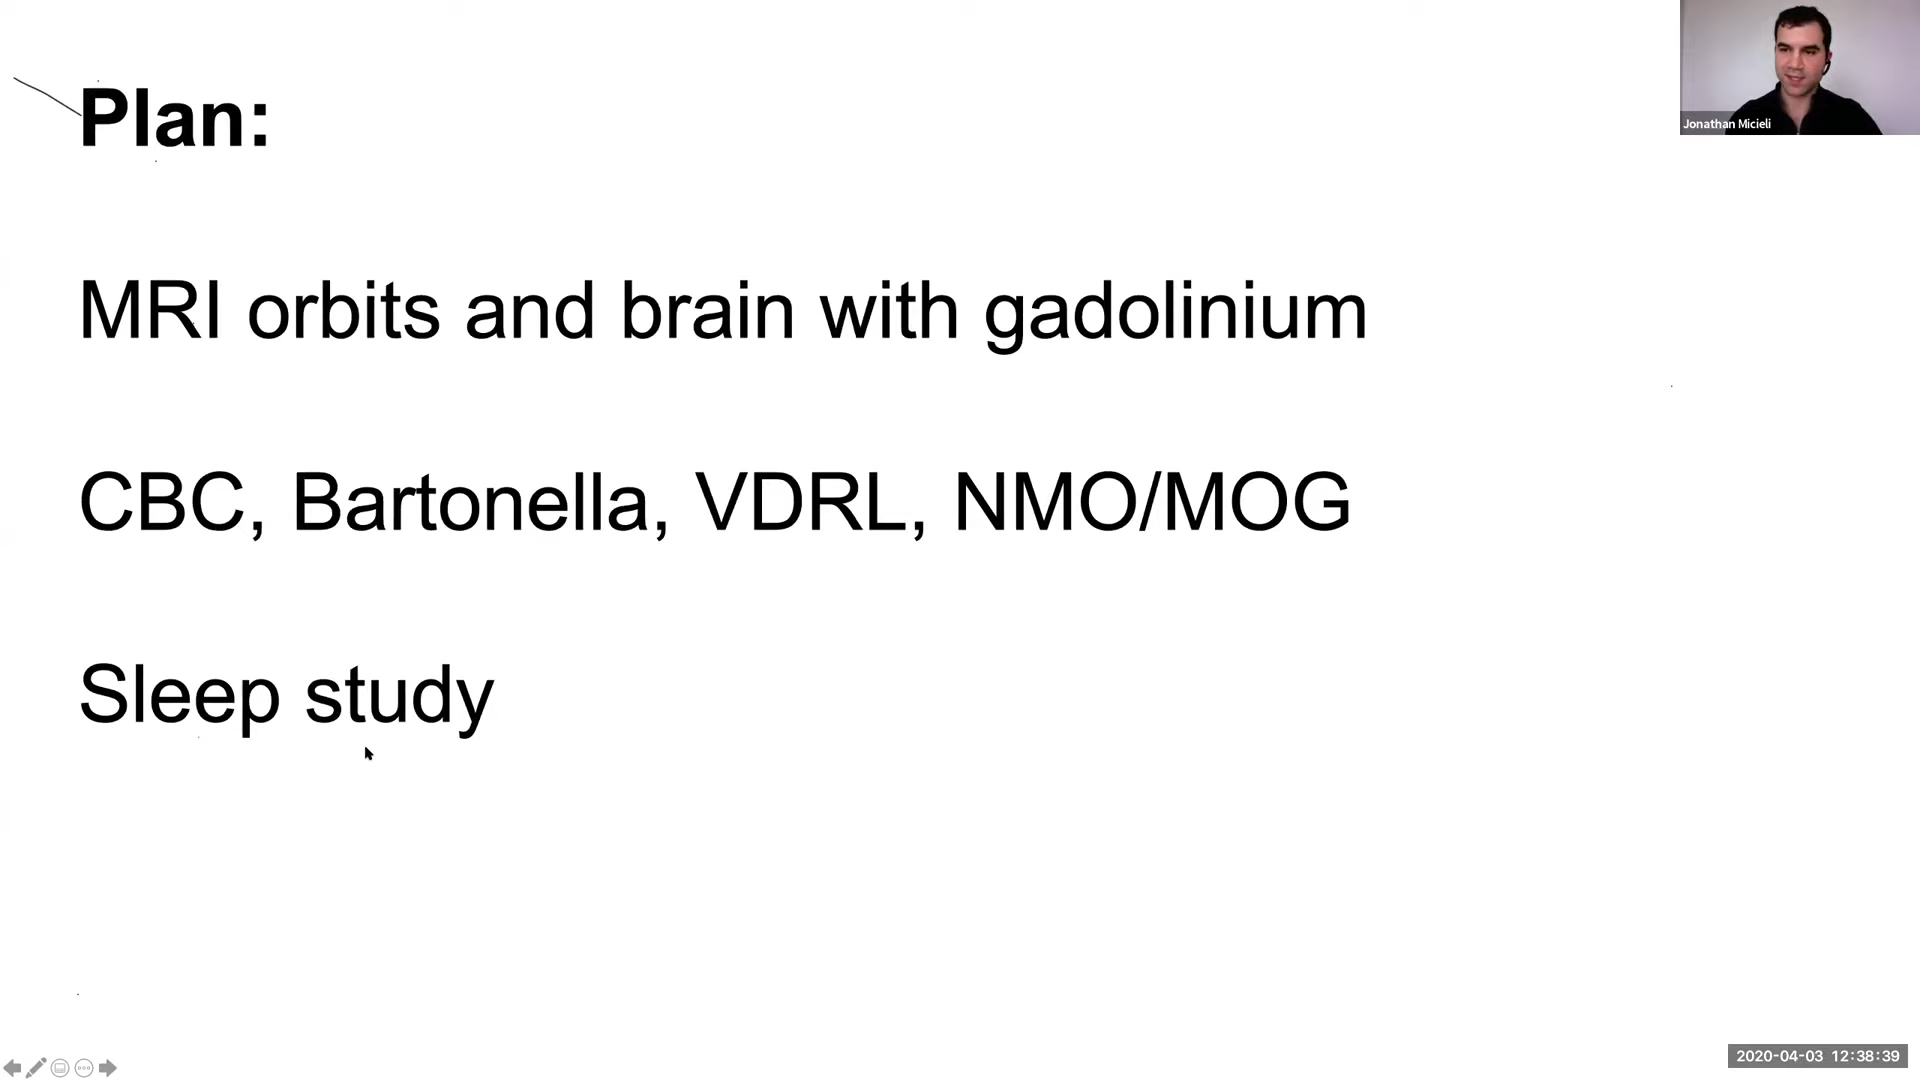 Plan:
Jonathan Micieli
MRI orbits and brain with gadolinium
CBC, Bartonella, VDRL, NMO/MOG
Sleep study
2020-04-03 12:38:39